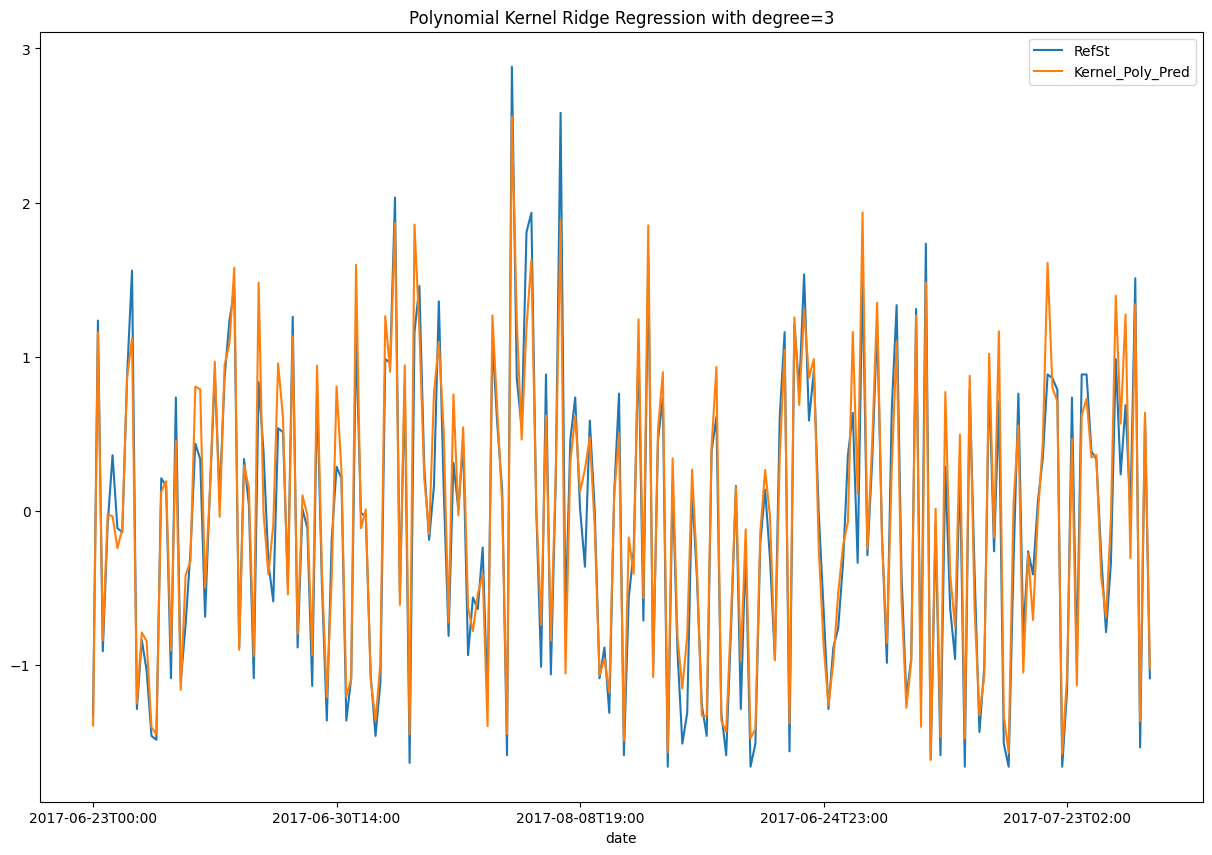 Polynomial Kernel Ridge Regression with degree=3
RefSt
Kernel_Poly_Pred
3
2
1
0
−1
2017-06-23T00:00
2017-06-30T14:00
2017-08-08T19:00
2017-06-24T23:00
2017-07-23T02:00
date